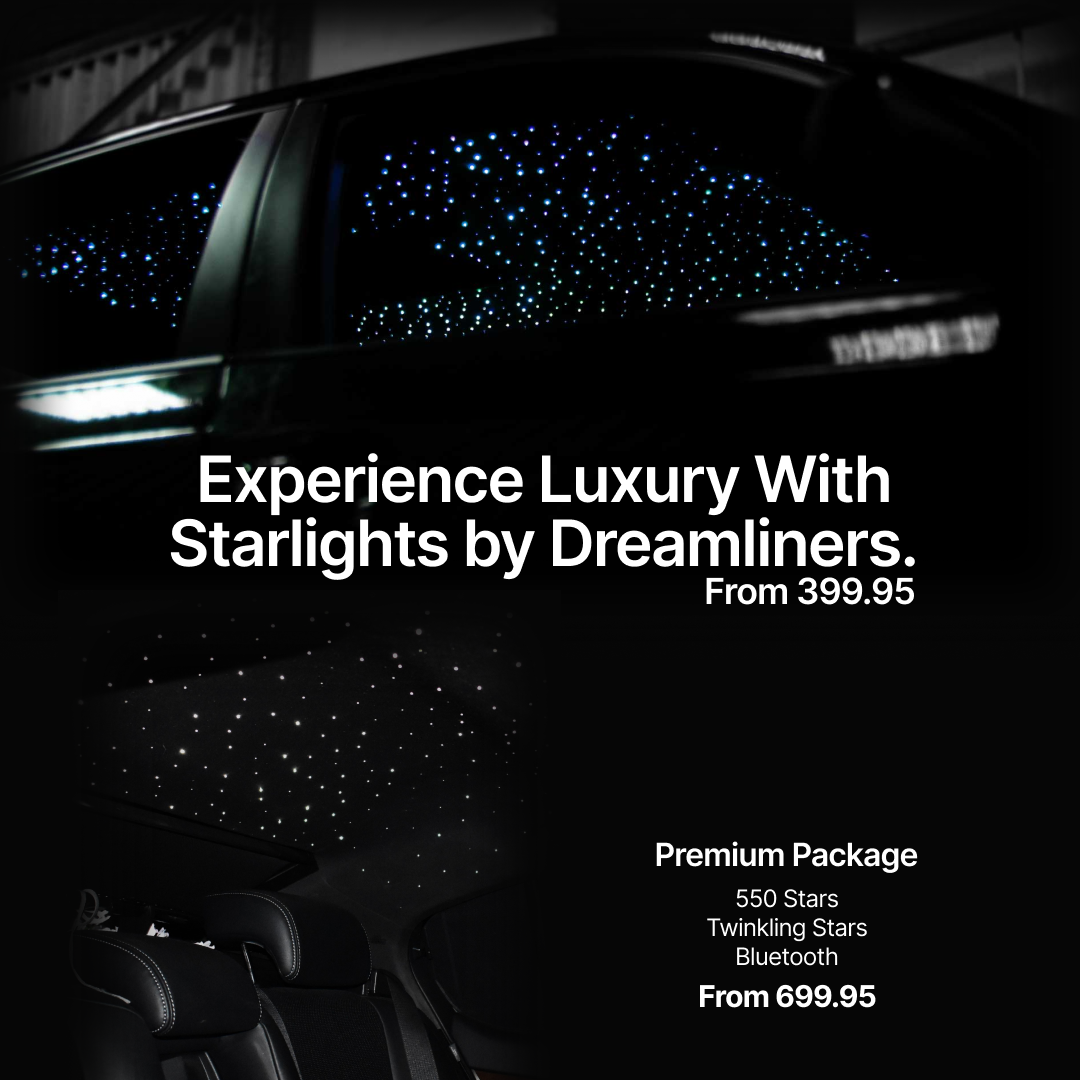 Experience Luxury With
Starlights by Dreamliners.
From 399.95
Premium Package
550 Stars
Twinkling Stars
Bluetooth
From 699.95